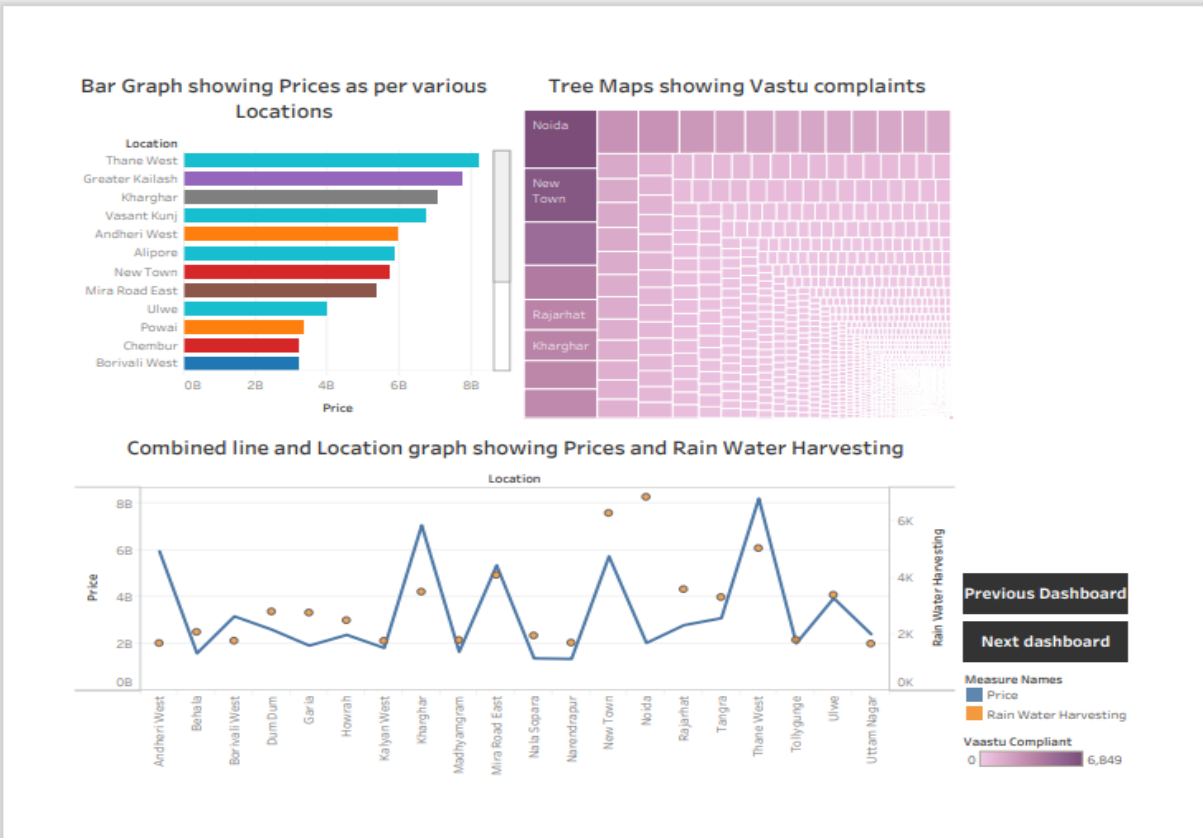 Bar Graph showing Prices as per various
Locations
Location
Thane West
Greater Kailash
Kharghar
Vasant Kunj
Andheri West
Alipore
New Town
Mira Road East
Ulwe
Powai
Chembur
Borivali West
0B 2B 4B 6B 8B
Price
Tree Maps showing Vastu complaints
Noida
New
Town
Rajarhat
Kharghar
Combined line and Location graph showing Prices and Rain Water Harvesting
Location
Price
8B
6B
4B
2B
0B
6K
4K
2K
0K
Rain Water Harvesting
Andheri West
Behala
Borivali West
Dum Dum
Garia
Howrah
Kalyan West
Kharghar
Madhyamgram
Mira Road East
Nala Sopara
Narendrapur
New Town
Noida
Rajarhat
Tangra
Thane West
Tollygunge
Ulwe
Uttam Nagar
Previous Dashboard
Next dashboard
Measure Names
Price
Rain Water Harvesting
Vaastu Compliant
0 6,849